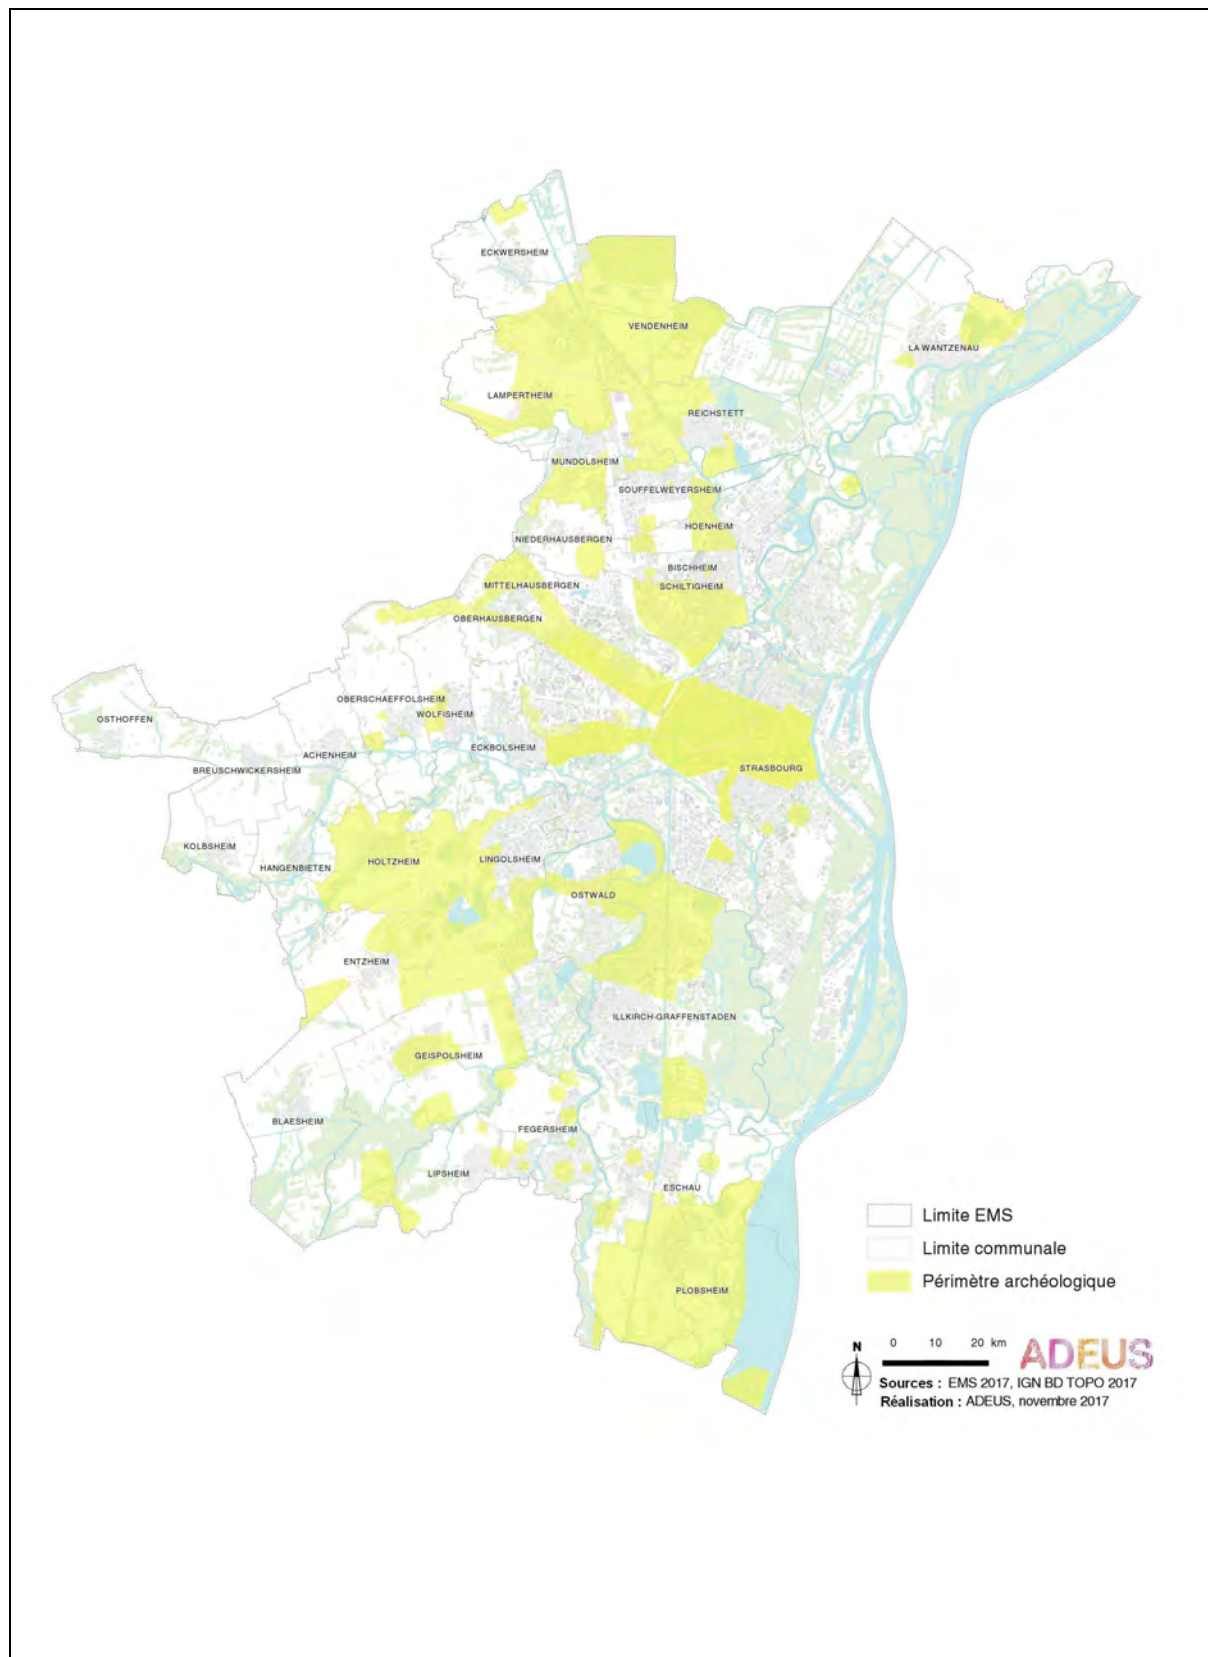 ECKWERSHEIM
VENDENHEIM
LA WANTZENAU
LAMPERTHEIM
REICHSTETT
MUNDOLSHEIM
SOUFFELWEYERSHEIM
HOENHEIM
NIEDERHAUSBERGEN
BISCHHEIM
MITTELHAUSBERGEN
SCHILTIGHEIM
OBERHAUSBERGEN
OBERSCHAEFFOLSHEIM
WOLFISHEIM
OSTHOFFEN
ECKBOLSHEIM
ACHENHEIM
STRASBOURG
BREUSCHWICKERSHEIM
KOLBSHEIM
HOLTZHEIM
LINGOLSHEIM
HANGENBIETEN
OSTWALD
ENTZHEIM
ILLKIRCH-GRAFFENSTADEN
GEISPOLSHEIM
BLAESHEIM
FEGERSHEIM
LIPSHEIM
ESCHAU
PLOBSHEIM
Limite EMS
Limite communale
Périmètre archéologique
N
0 10 20 km
ADEUS
Sources : EMS 2017, IGN BD TOPO 2017
Réalisation : ADEUS, novembre 2017